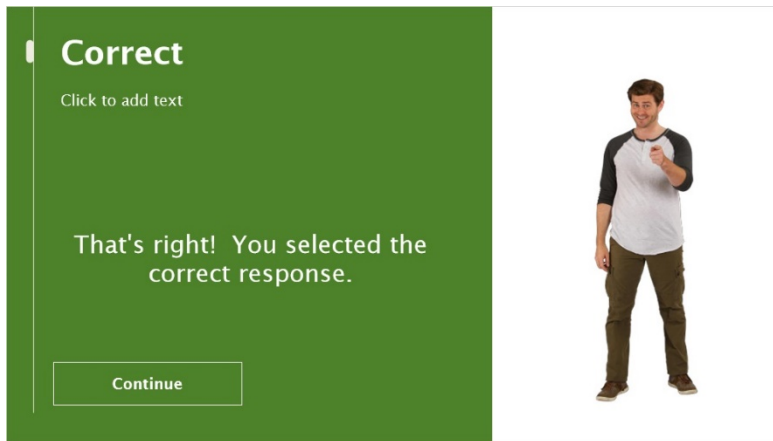 Correct
Click to add text
That's right!  You selected the
correct response.
Continue